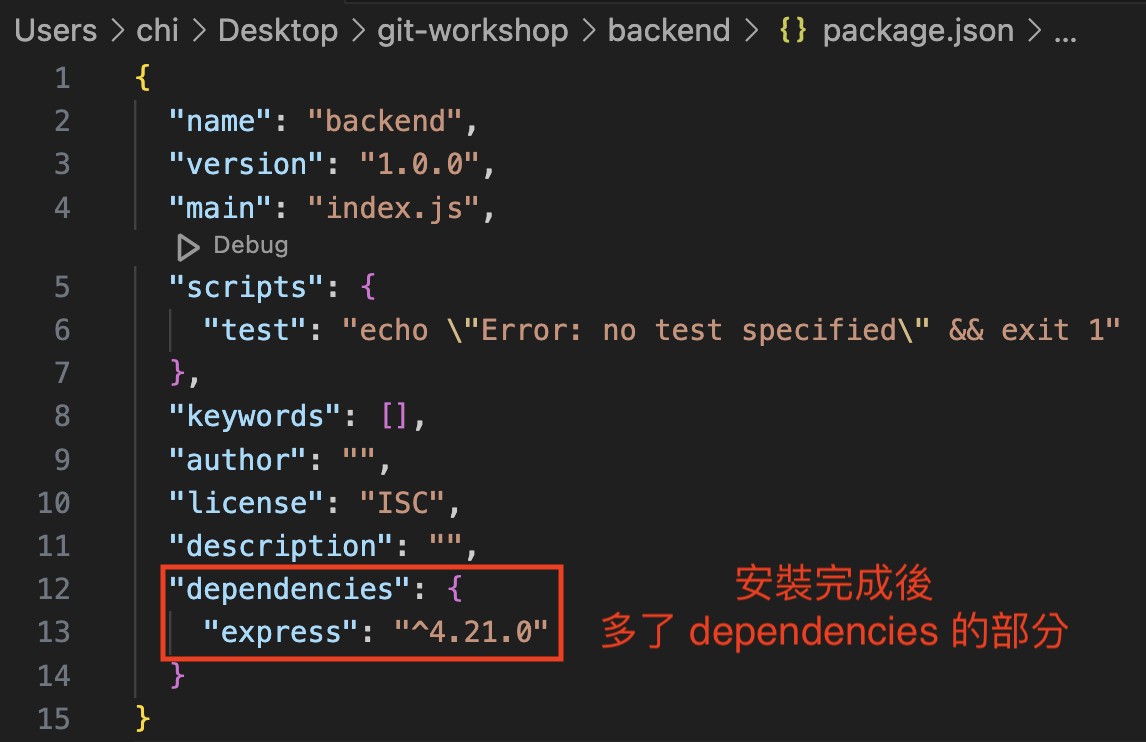 Users > chi > Desktop > git-workshop > backend > {} package.json > ...
1 {
2 "name": "backend",
3 "version": "1.0.0",
4 "main": "index.js",
Debug
5 "scripts": {
6 "test": "echo \"Error: no test specified\" && exit 1"
7 },
8 "keywords": [],
9 "author": "",
10 "license": "ISC",
11 "description": "",
12 "dependencies": {
13 "express": "^4.21.0"
14 }
15 }
安裝完成後
多了 dependencies 的部分